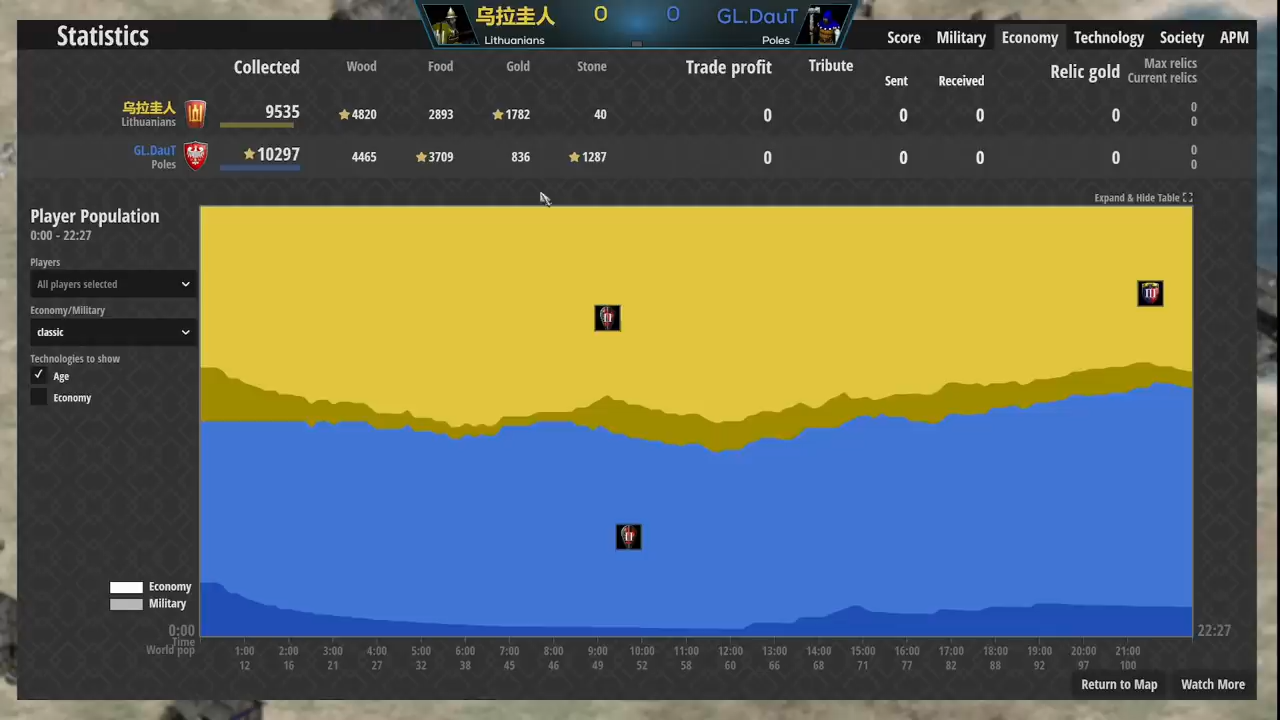 乌拉圭人 0 0 GL.DauT
Lithuanians Poles
Statistics
Score Military Economy Technology Society APM
Collected Wood Food Gold Stone Trade profit Tribute Sent Received Relic gold Max relics
Current relics
乌拉圭人
Lithuanians
9535 4820 2893 1782 40 0 0 0 0 0
0
GL.DauT
Poles
10297 4465 3709 836 1287 0 0 0 0 0
0
Expand & Hide Table
Player Population
0:00 - 22:27
Players
All players selected
Economy/Military
classic
Technologies to show
Age
Economy
II
III
II
Economy
Military
0:00 22:27
Time 1:00 2:00 3:00 4:00 5:00 6:00 7:00 8:00 9:00 10:00 11:00 12:00 13:00 14:00 15:00 16:00 17:00 18:00 19:00 20:00 21:00
World pop 12 16 21 27 32 38 45 46 49 52 58 60 66 68 71 77 82 88 92 97 100
Return to Map Watch More